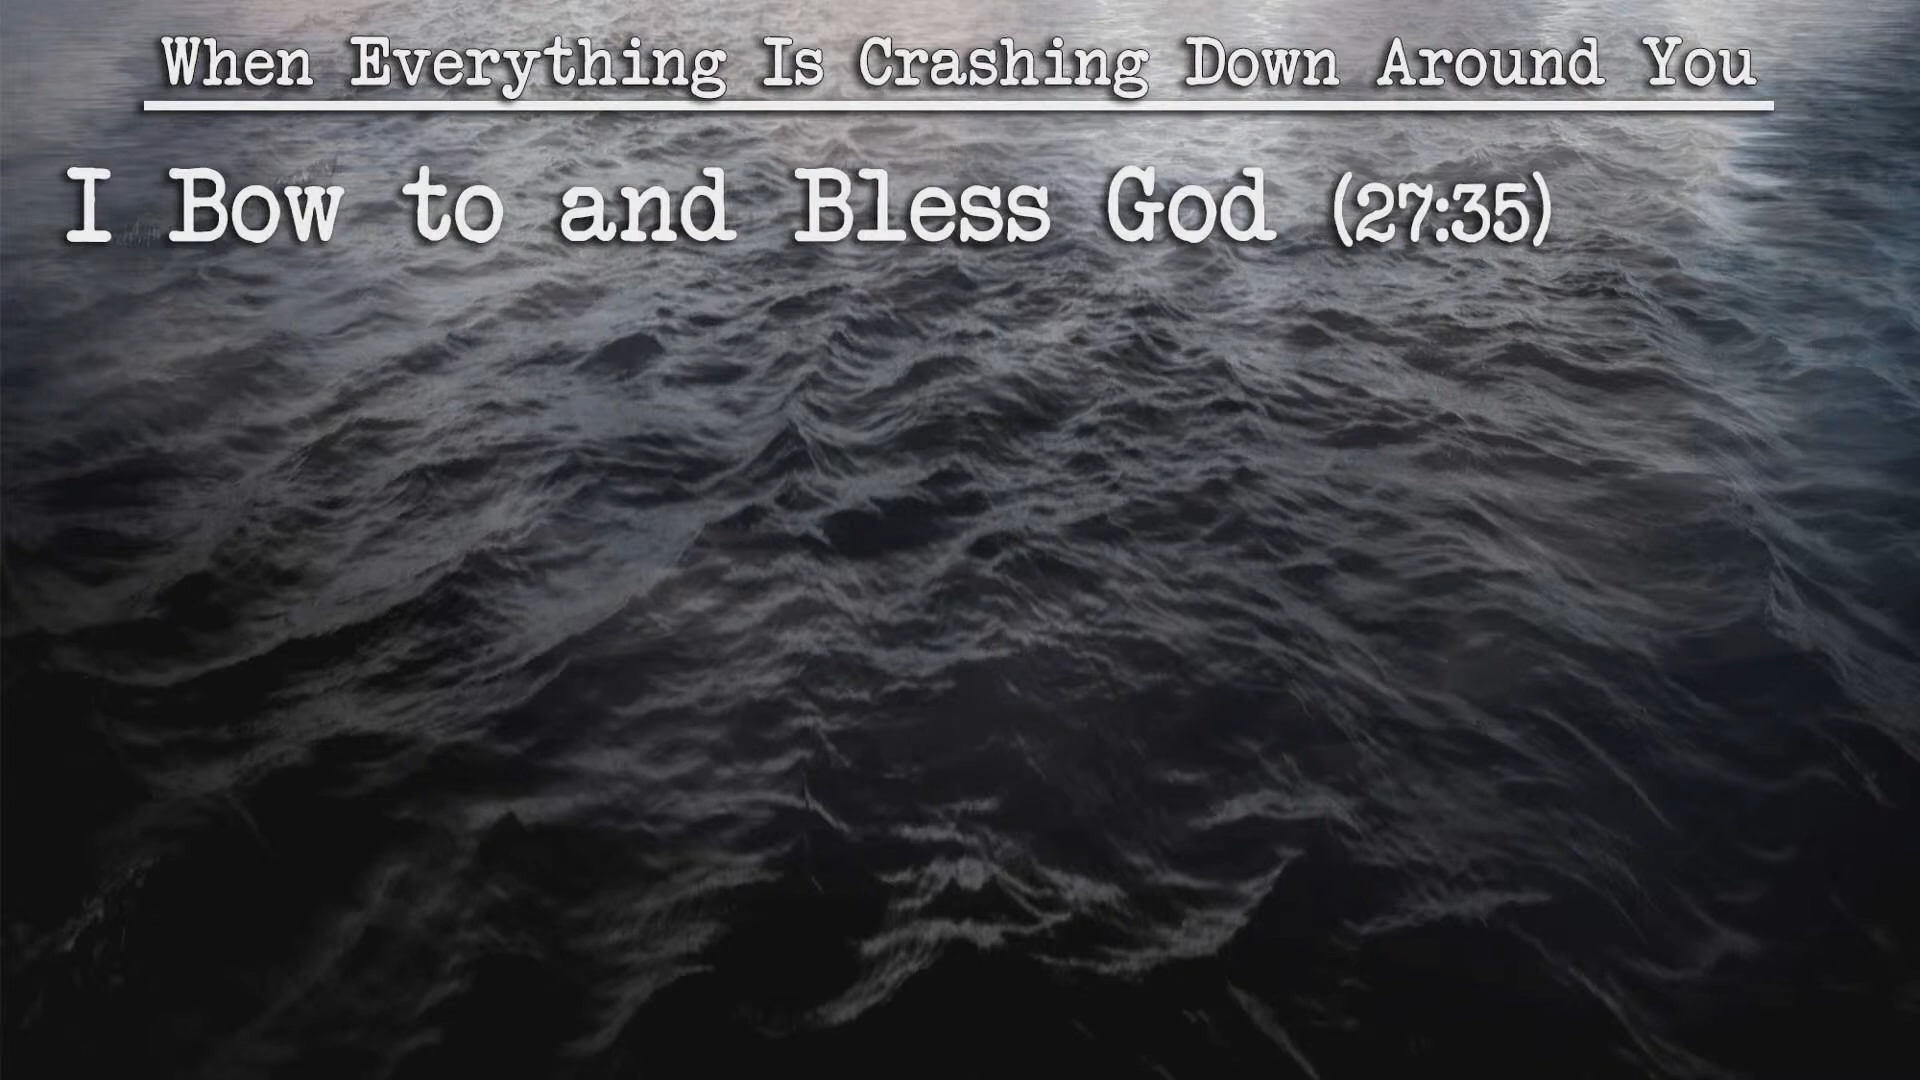 When Everything Is Crashing Down Around You
I Bow to and Bless God (27:35)